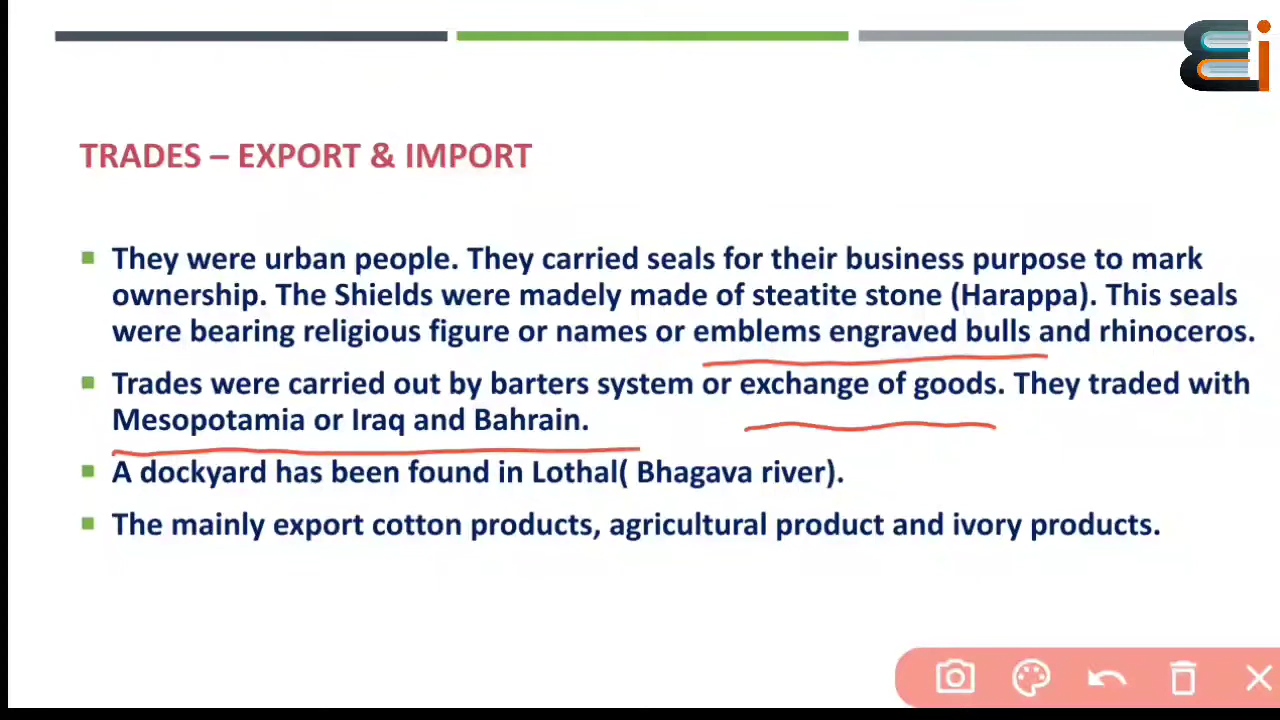 TRADES – EXPORT & IMPORT
They were urban people. They carried seals for their business purpose to mark
ownership. The Shields were madely made of steatite stone (Harappa). This seals
were bearing religious figure or names or emblems engraved bulls and rhinoceros.
Trades were carried out by barters system or exchange of goods. They traded with
Mesopotamia or Iraq and Bahrain.
A dockyard has been found in Lothal( Bhagava river).
The mainly export cotton products, agricultural product and ivory products.